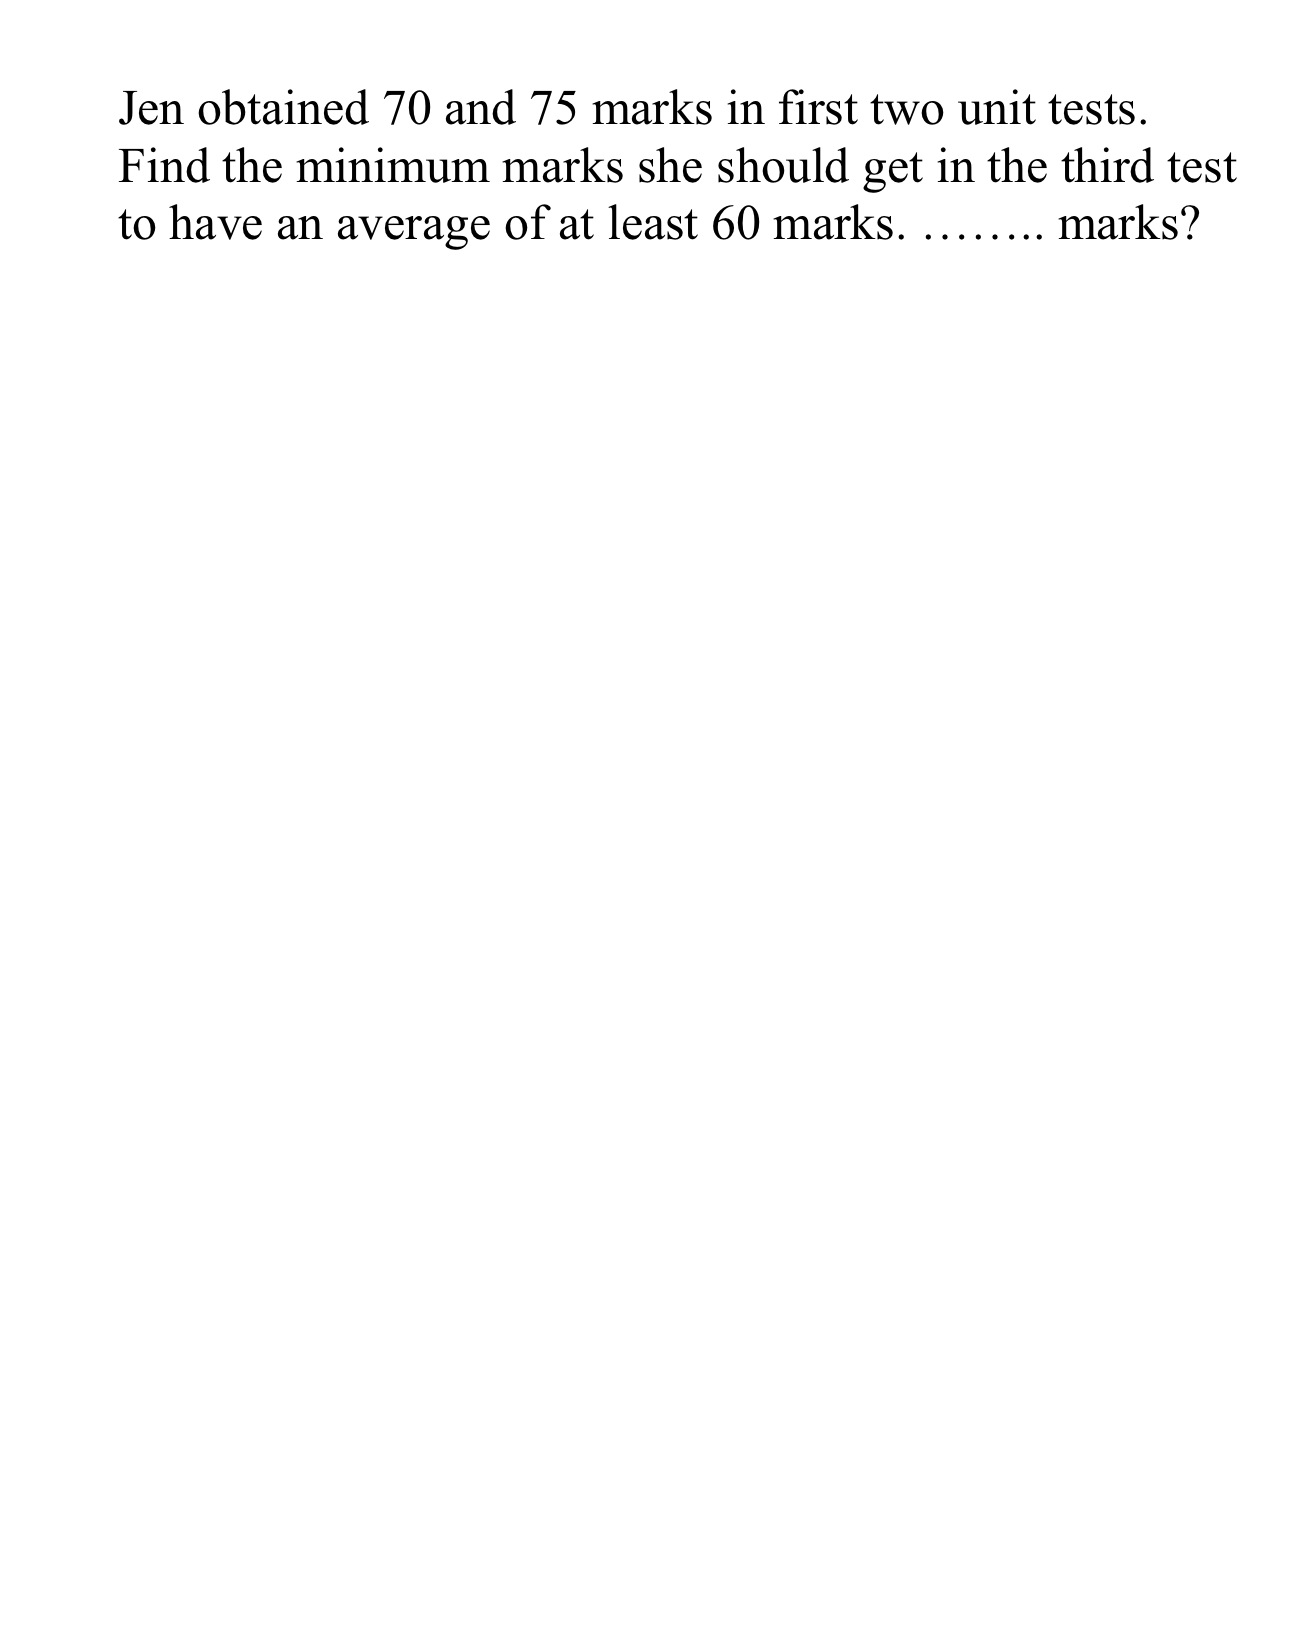 Jen obtained 70 and 75 marks in first two unit tests.
Find the minimum marks she should get in the third test
to have an average of at least 60 marks. …….. marks?